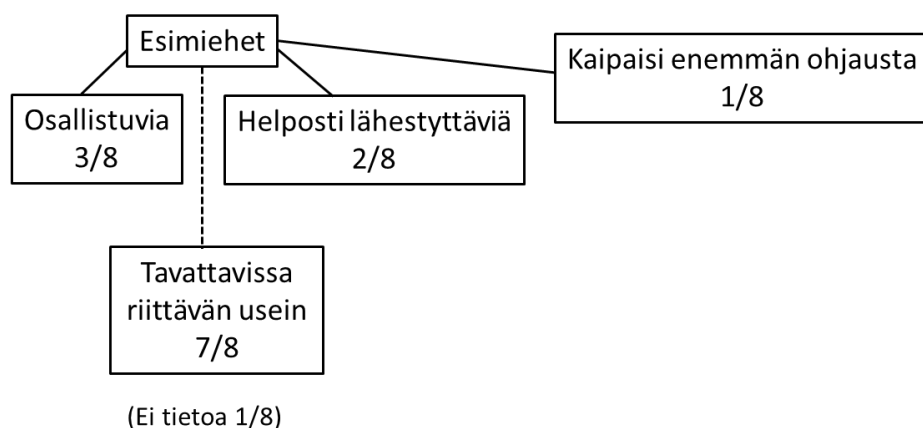 Esimiehet
Kaipaisi enemmän ohjausta
1/8
Osallistuvia
3/8
Helposti lähestyttäviä
2/8
Tavattavissa
riittävän usein
7/8
(Ei tietoa 1/8)